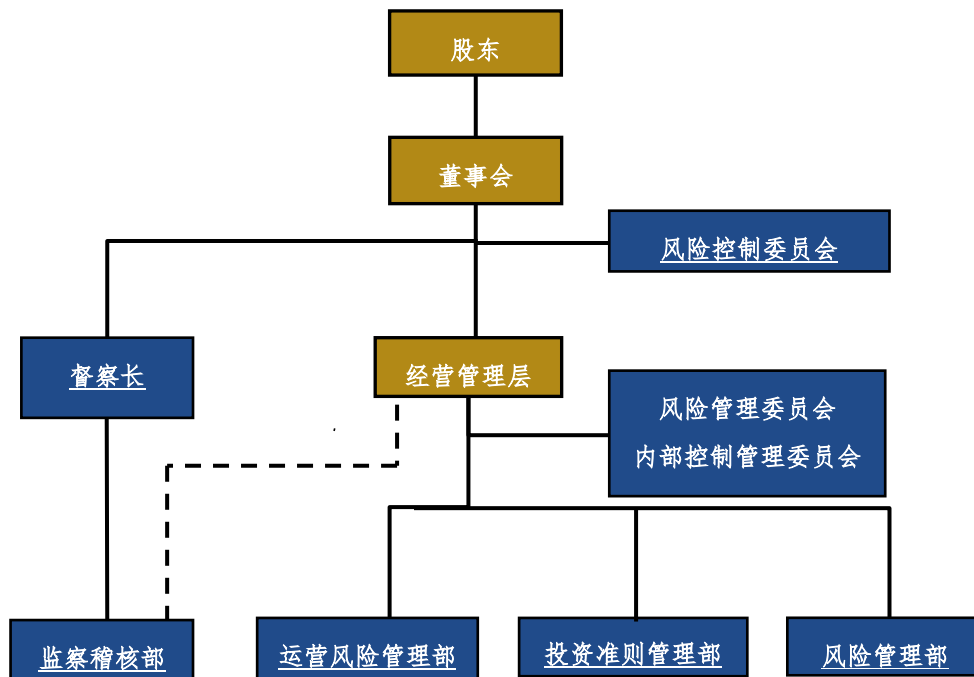 股东
董事会
风险控制委员会
督察长
经营管理层
风险管理委员会
内部控制管理委员会
监察稽核部
运营风险管理部
投资准则管理部
风险管理部